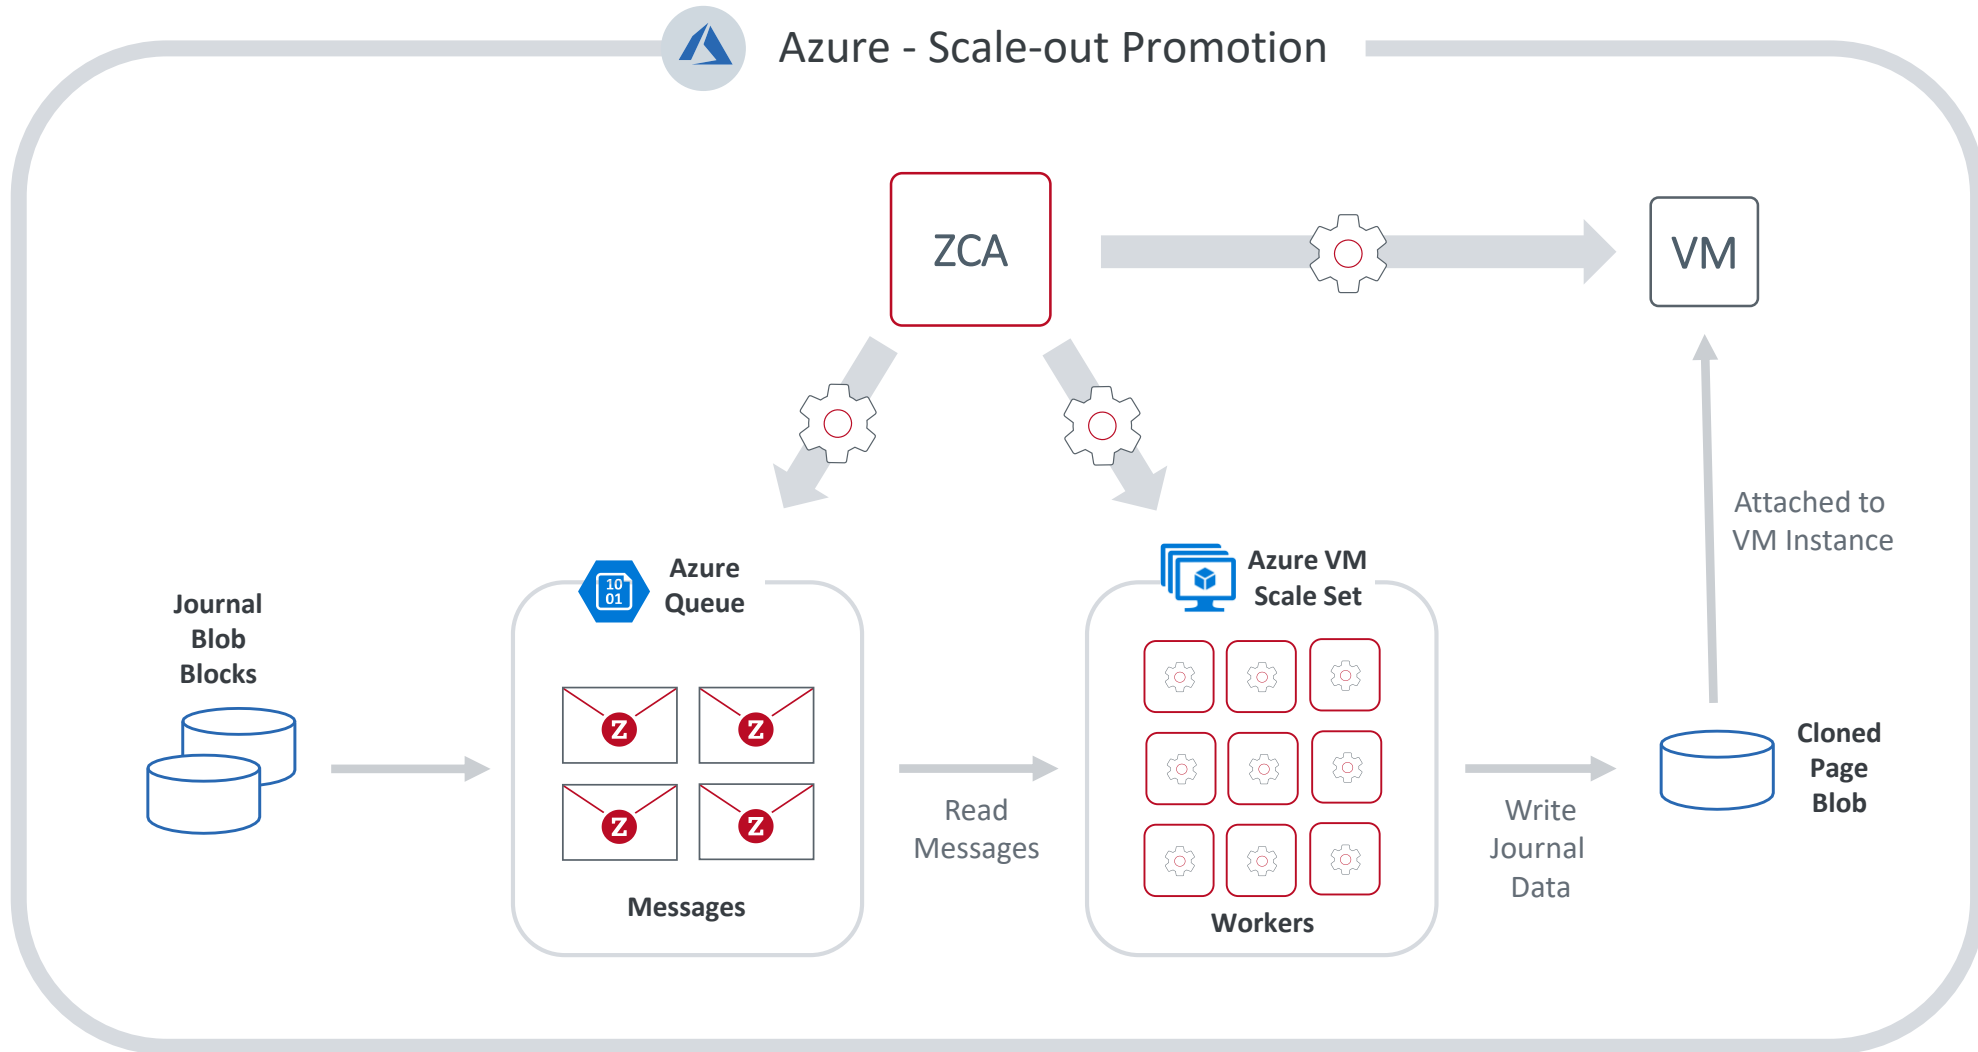 Azure - Scale-out Promotion
ZCA
VM
Attached to
VM Instance
Journal
Blob
Blocks
10
01
Azure
Queue
Z
Z
Z
Z
Messages
Read
Messages
Azure VM
Scale Set
Workers
Write
Journal
Data
Cloned
Page
Blob